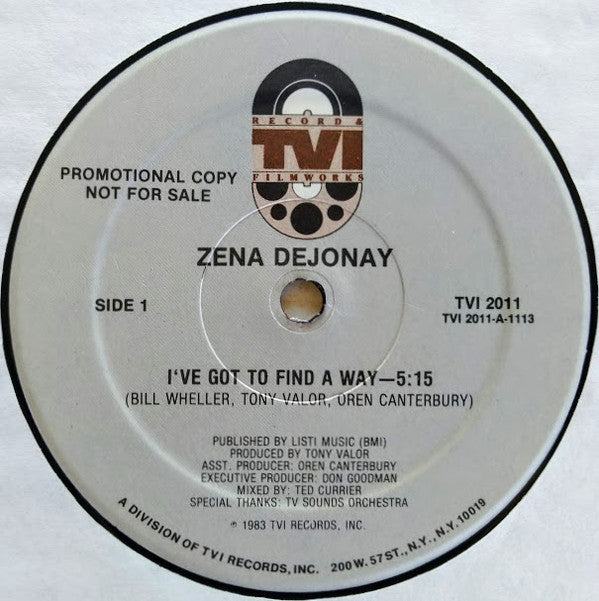 RECORD &
TVI
FILMWORKS
PROMOTIONAL COPY
NOT FOR SALE
ZENA DEJONAY
SIDE 1
TVI 2011
TVI 2011-A-1113
I'VE GOT TO FIND A WAY—5:15
(BILL WHELLER, TONY VALOR, OREN CANTERBURY)
PUBLISHED BY LISTI MUSIC (BMI)
PRODUCED BY TONY VALOR
ASST. PRODUCER: OREN CANTERBURY
EXECUTIVE PRODUCER: DON GOODMAN
MIXED BY: TED CURRIER
SPECIAL THANKS: TV SOUNDS ORCHESTRA
℗ 1983 TVI RECORDS, INC.
A DIVISION OF TVI RECORDS, INC. 200 W. 57 ST., N.Y., N.Y. 10019